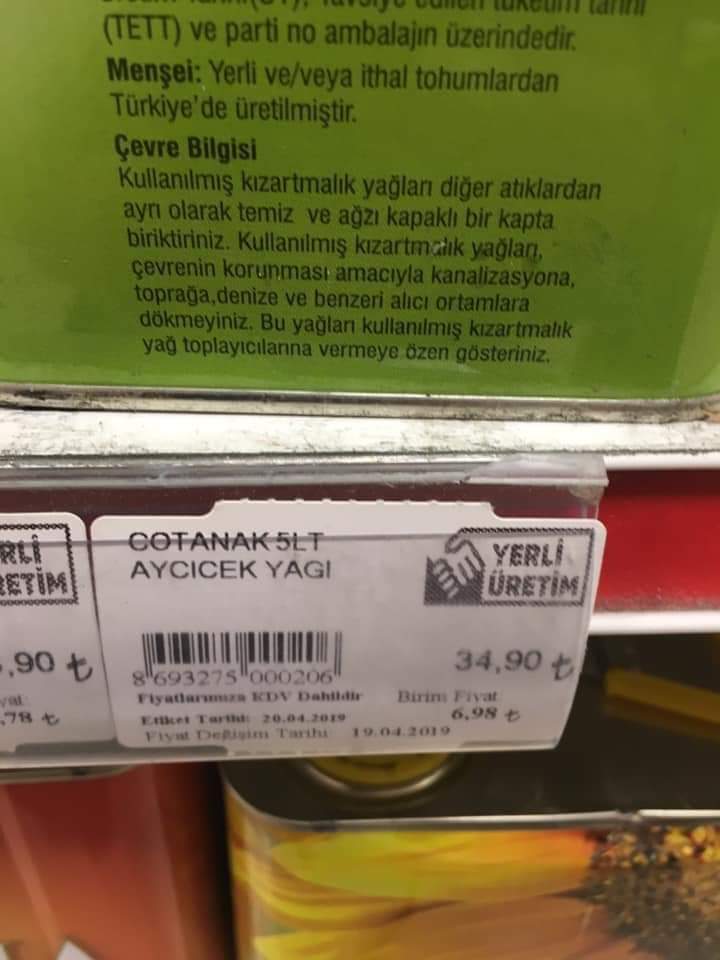 (TETT) ve parti no ambalajın üzerindedir.
Menşei: Yerli ve/veya ithal tohumlardan
Türkiye'de üretilmiştir.
Çevre Bilgisi
Kullanılmış kızartmalık yağları diğer atıklardan
ayrı olarak temiz ve ağzı kapaklı bir kapta
biriktiriniz. Kullanılmış kızartmalık yağları,
çevrenin korunması amacıyla kanalizasyona,
toprağa,denize ve benzeri alıcı ortamlara
dökmeyiniz. Bu yağları kullanılmış kızartmalık
yağ toplayıcılarına vermeye özen gösteriniz.
COTANAK 5LT
AYCICEK YAGI
YERLİ
ÜRETİM
8 693275 000206
34,90 ₺
Fiyatlarımıza KDV Dahildir
Birim Fiyat
6,98 ₺
Etiket Tarihi: 20.04.2019
Fiyat Değişim Tarihi 19.04.2019
,90 ₺
,78 ₺